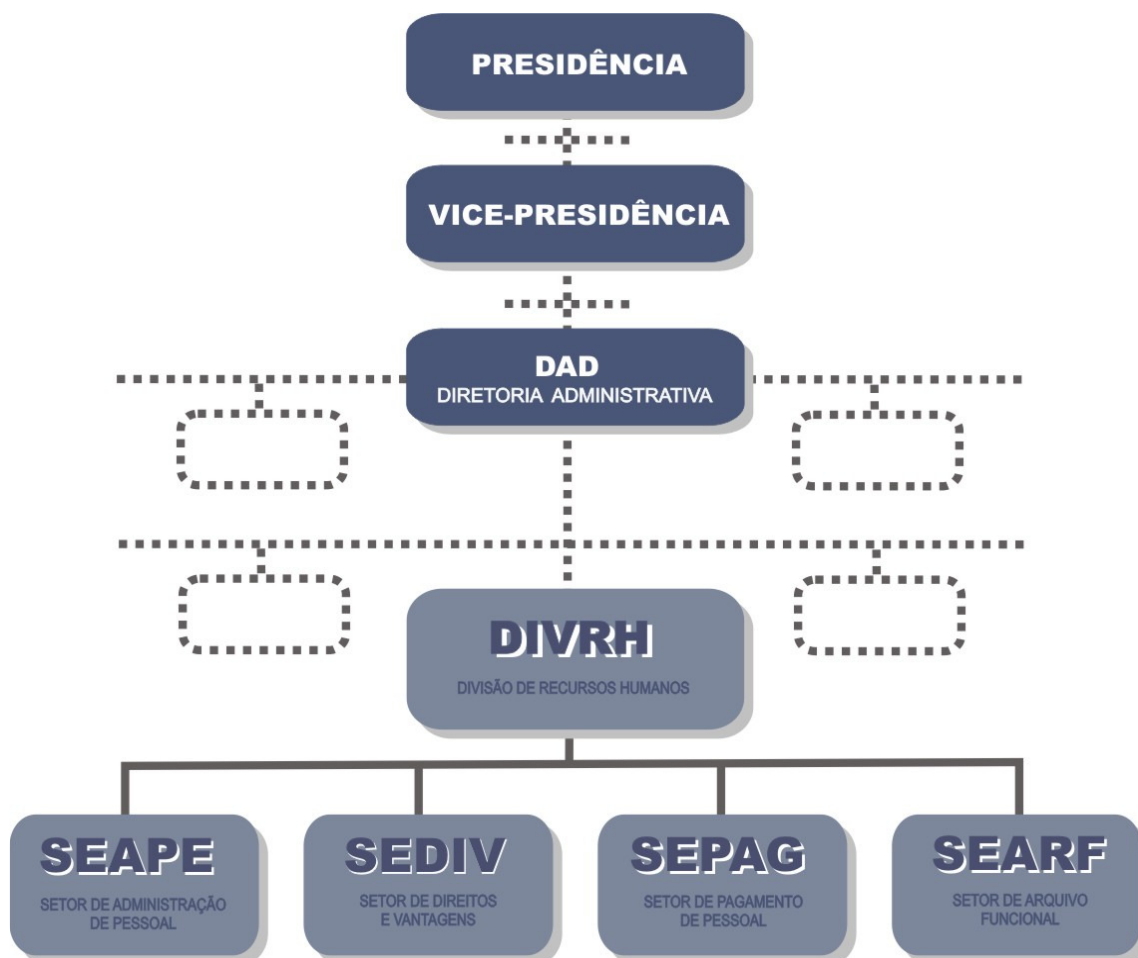 PRESIDÊNCIA
VICE-PRESIDÊNCIA
DAD
DIRETORIA ADMINISTRATIVA
DIVRH
DIVISÃO DE RECURSOS HUMANOS
SEAPE
SETOR DE ADMINISTRAÇÃO
DE PESSOAL
SEDIV
SETOR DE DIREITOS
E VANTAGENS
SEPAG
SETOR DE PAGAMENTO
DE PESSOAL
SEARF
SETOR DE ARQUIVO
FUNCIONAL